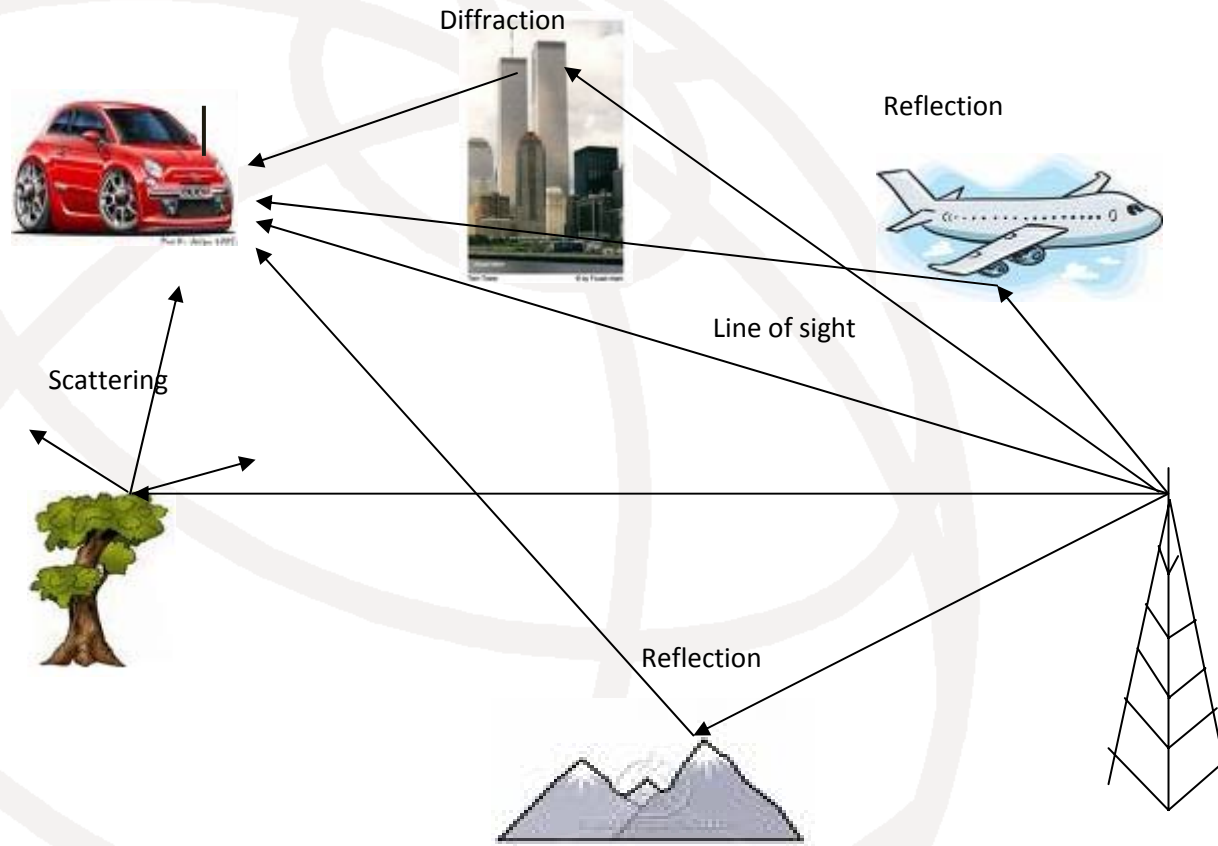 Diffraction
Reflection
Line of sight
Scattering
Reflection